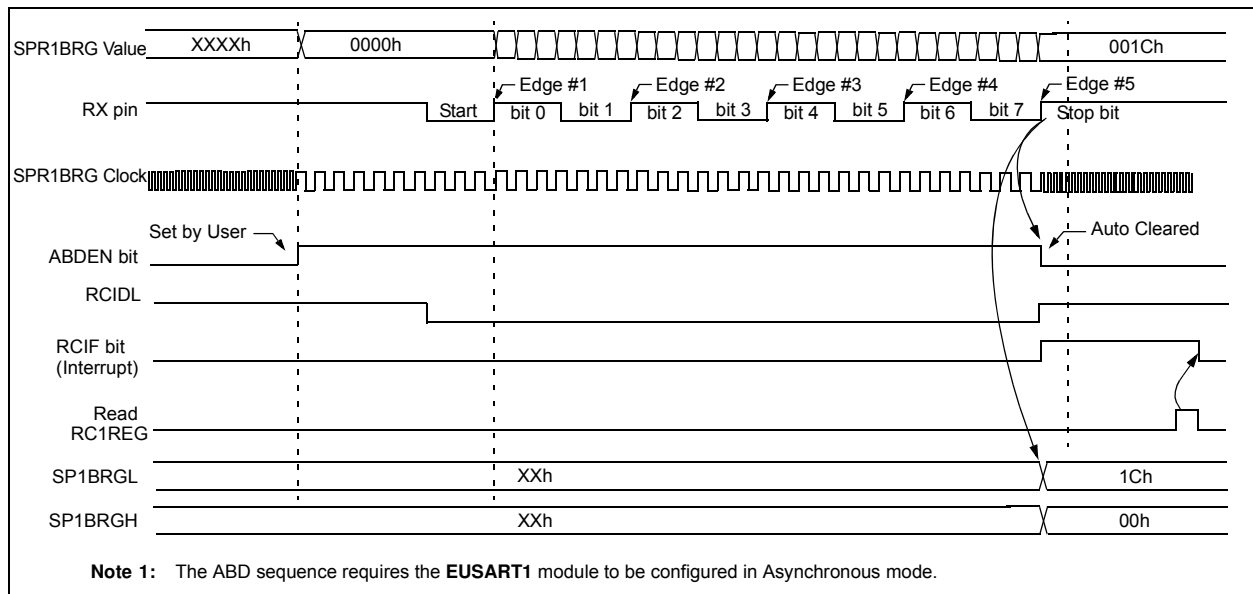 SPR1BRG Value XXXXh 0000h 001Ch
Edge #1 Edge #2 Edge #3 Edge #4 Edge #5
RX pin Start bit 0 bit 1 bit 2 bit 3 bit 4 bit 5 bit 6 bit 7 Stop bit
SPR1BRG Clock
Set by User Auto Cleared
ABDEN bit
RCIDL
RCIF bit
(Interrupt)
Read
RC1REG
SP1BRGL XXh 1Ch
SP1BRGH XXh 00h
Note 1: The ABD sequence requires the EUSART1 module to be configured in Asynchronous mode.